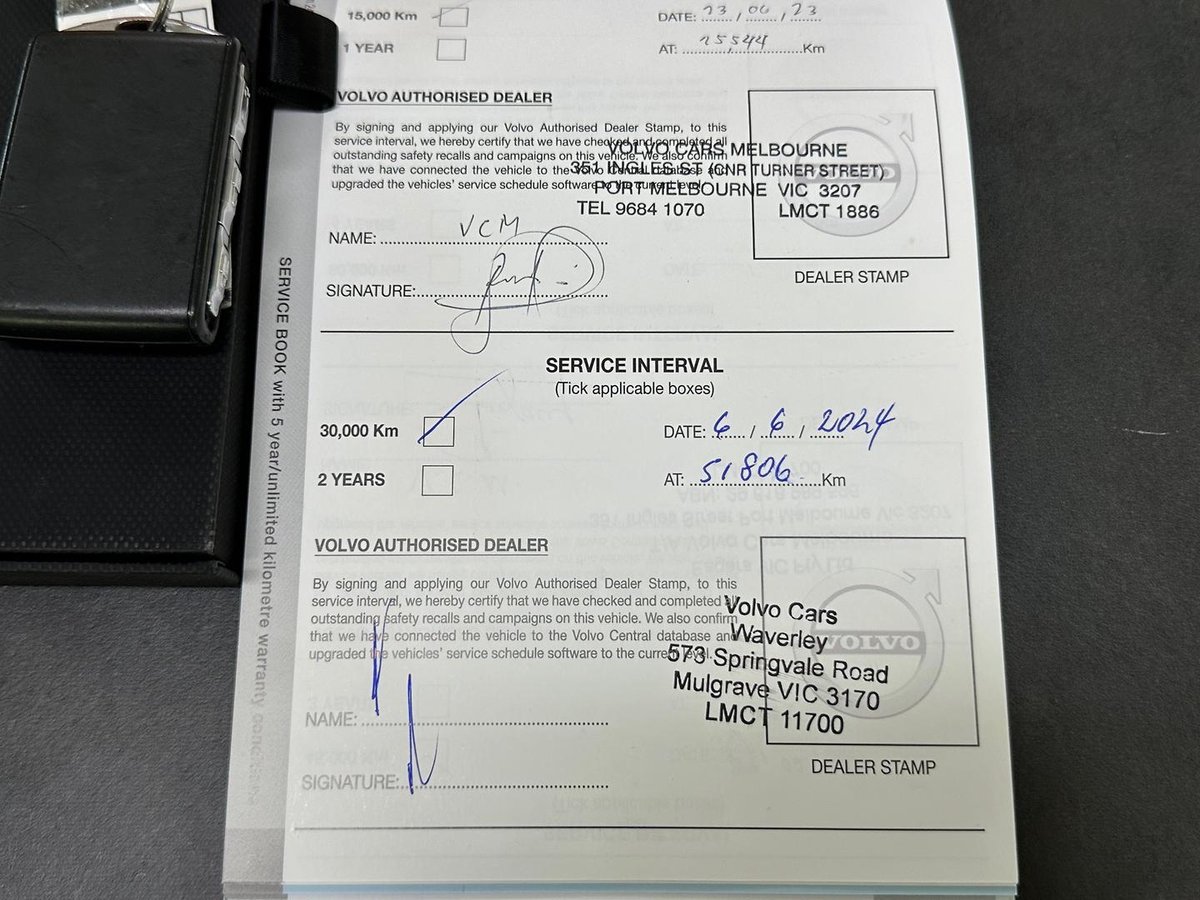 15,000 Km
DATE: 23 / 06 / 23
1 YEAR
AT: 25,544 Km
VOLVO AUTHORISED DEALER
By signing and applying our Volvo Authorised Dealer Stamp, to this
service interval, we hereby certify that we have checked and completed all
outstanding safety recalls and campaigns on this vehicle. We also confirm
that we have connected the vehicle to the Volvo Central database and
upgraded the vehicles' service schedule software to the current level.
VOLVO CARS MELBOURNE
351 INGLES ST (CNR TURNER STREET)
PORT MELBOURNE VIC 3207
TEL 9684 1070 LMCT 1886
VOLVO
NAME: VCM
DEALER STAMP
SIGNATURE:
SERVICE BOOK with 5 year/unlimited kilometre warranty
SERVICE INTERVAL
(Tick applicable boxes)
30,000 Km
DATE: 6 / 6 / 2024
2 YEARS
AT: 51806 Km
VOLVO AUTHORISED DEALER
By signing and applying our Volvo Authorised Dealer Stamp, to this
service interval, we hereby certify that we have checked and completed all
outstanding safety recalls and campaigns on this vehicle. We also confirm
that we have connected the vehicle to the Volvo Central database and
upgraded the vehicles' service schedule software to the current level.
Volvo Cars
Waverley
573 Springvale Road
Mulgrave VIC 3170
LMCT 11700
VOLVO
NAME:
DEALER STAMP
SIGNATURE: